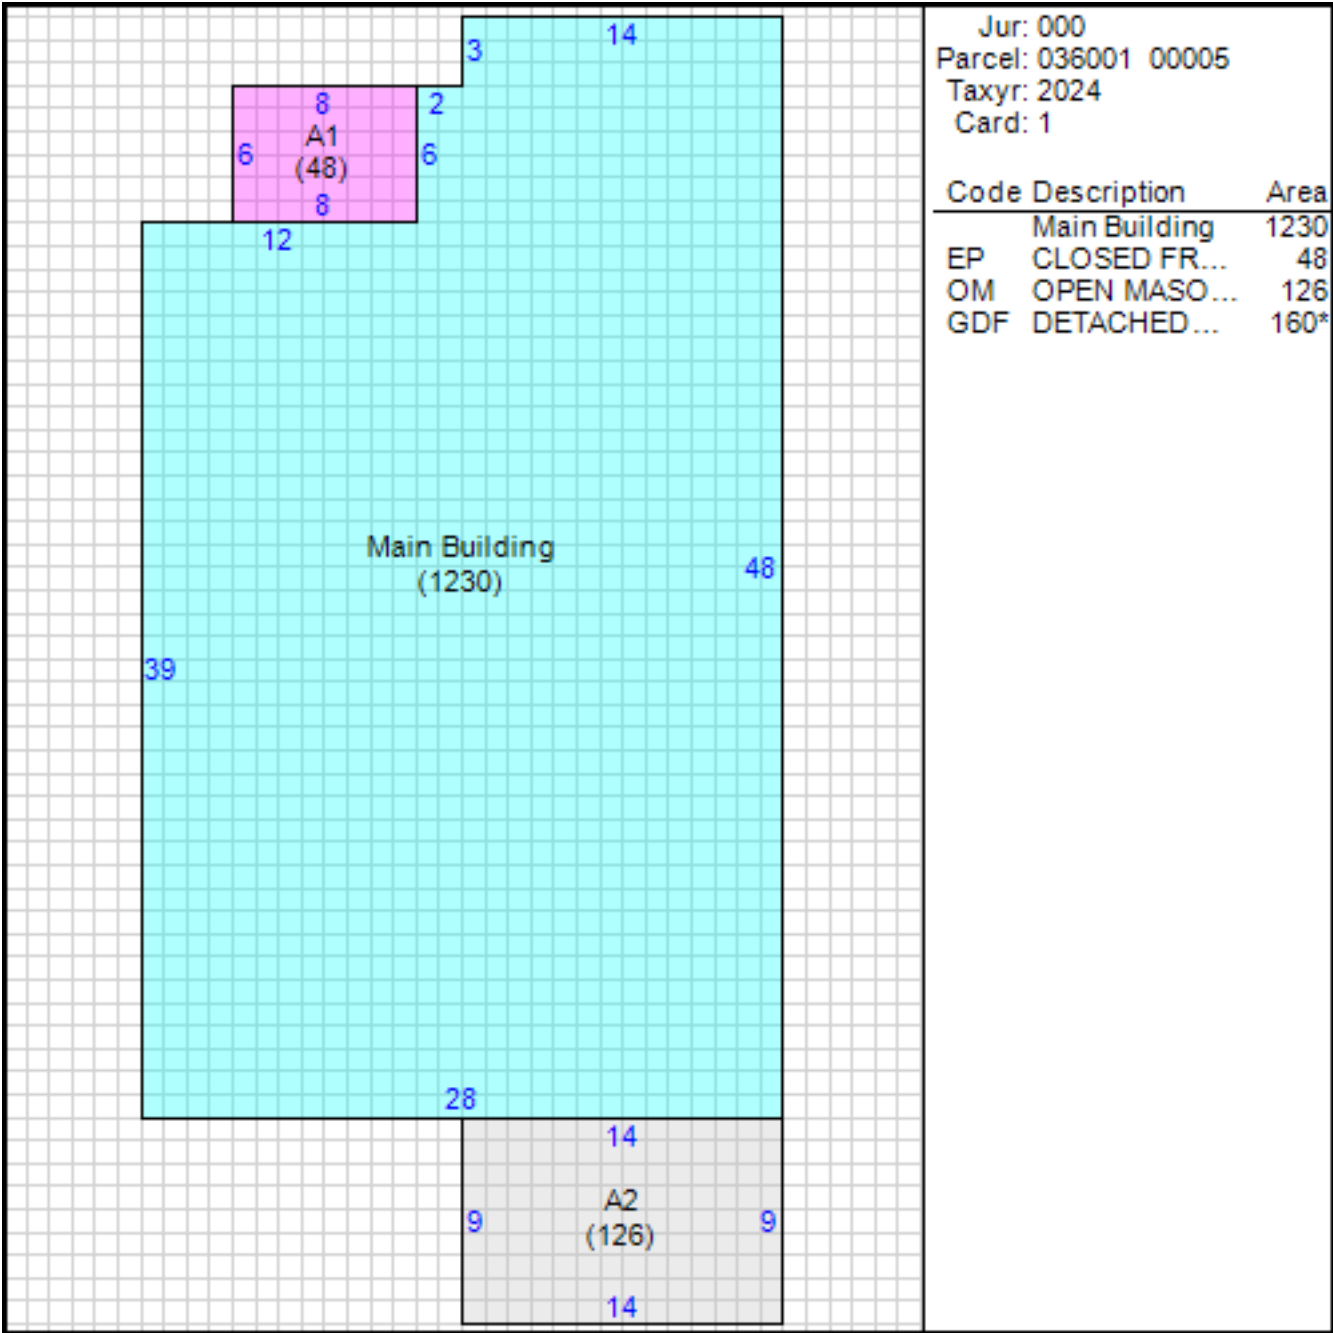 14
3
8
2
A1
6
6
(48)
8
12
Main Building
(1230)
48
39
28
14
A2
9
9
(126)
14
Jur: 000
Parcel: 036001 00005
Taxyr: 2024
Card: 1
Code Description Area
Main Building 1230
EP CLOSED FR... 48
OM OPEN MASO... 126
GDF DETACHED... 160*